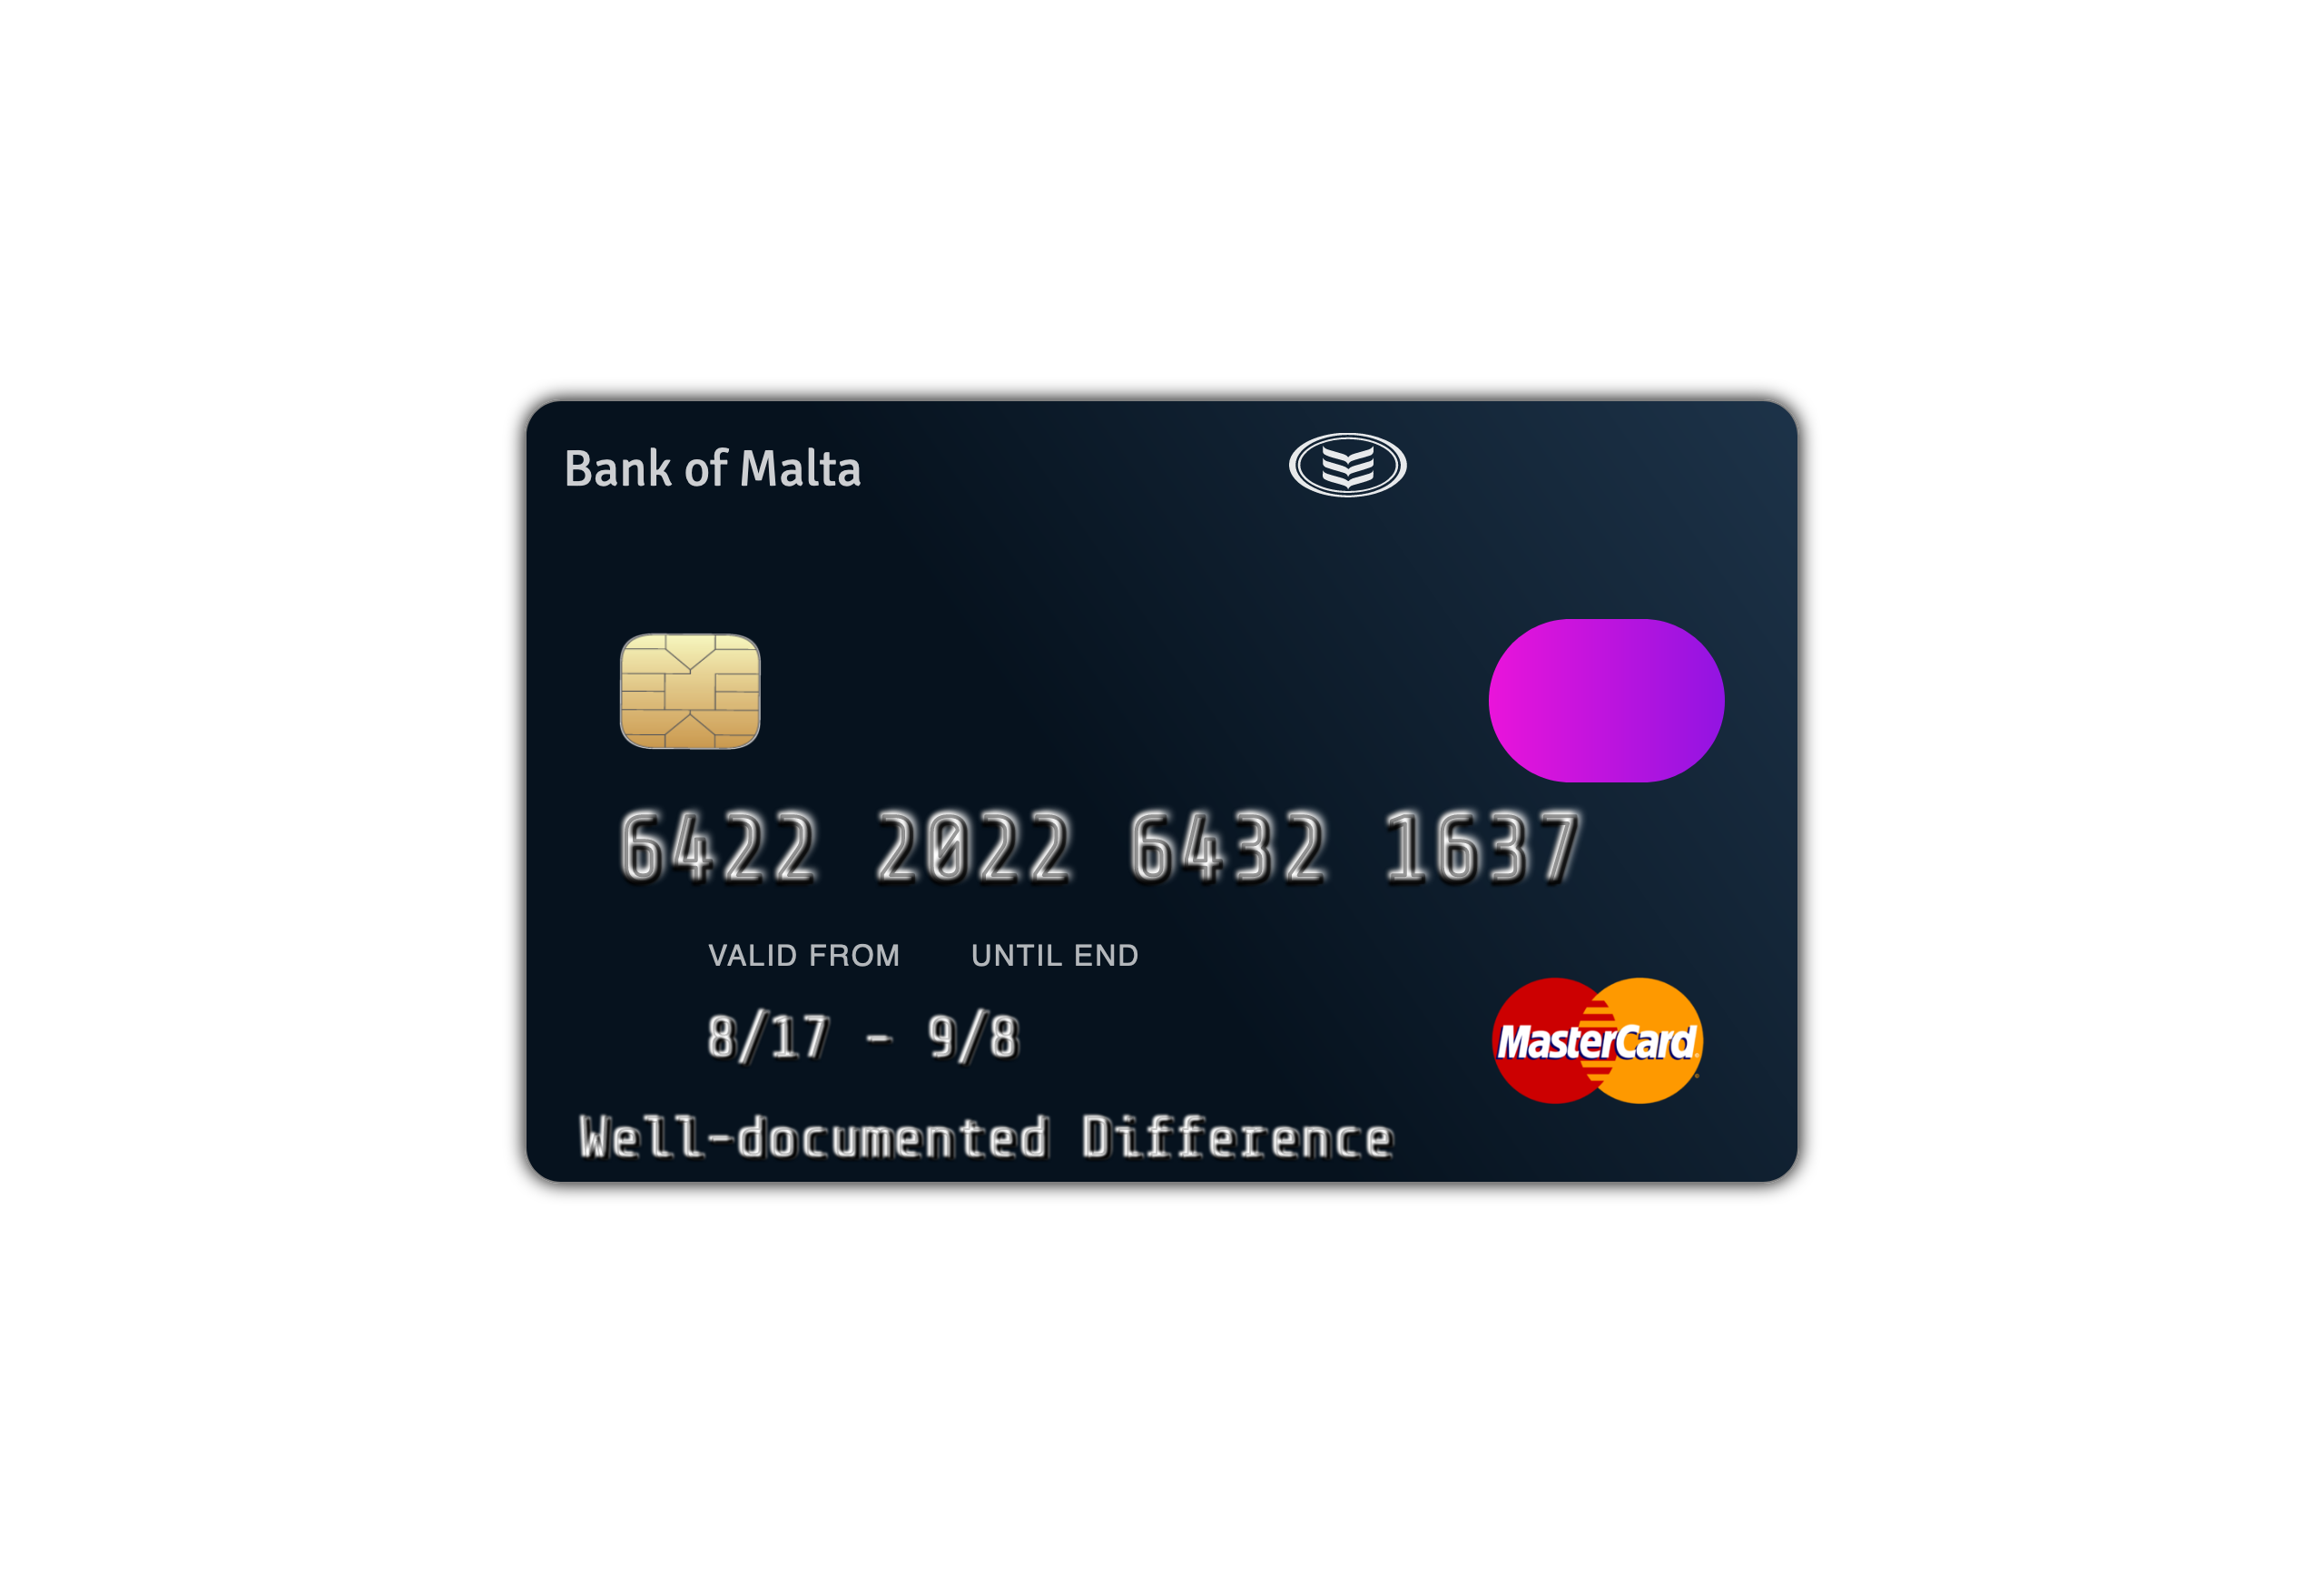 Bank of Malta
6422 2022 6432 1637
VALID FROM UNTIL END
8/17 - 9/8
MasterCard
Well-documented Difference